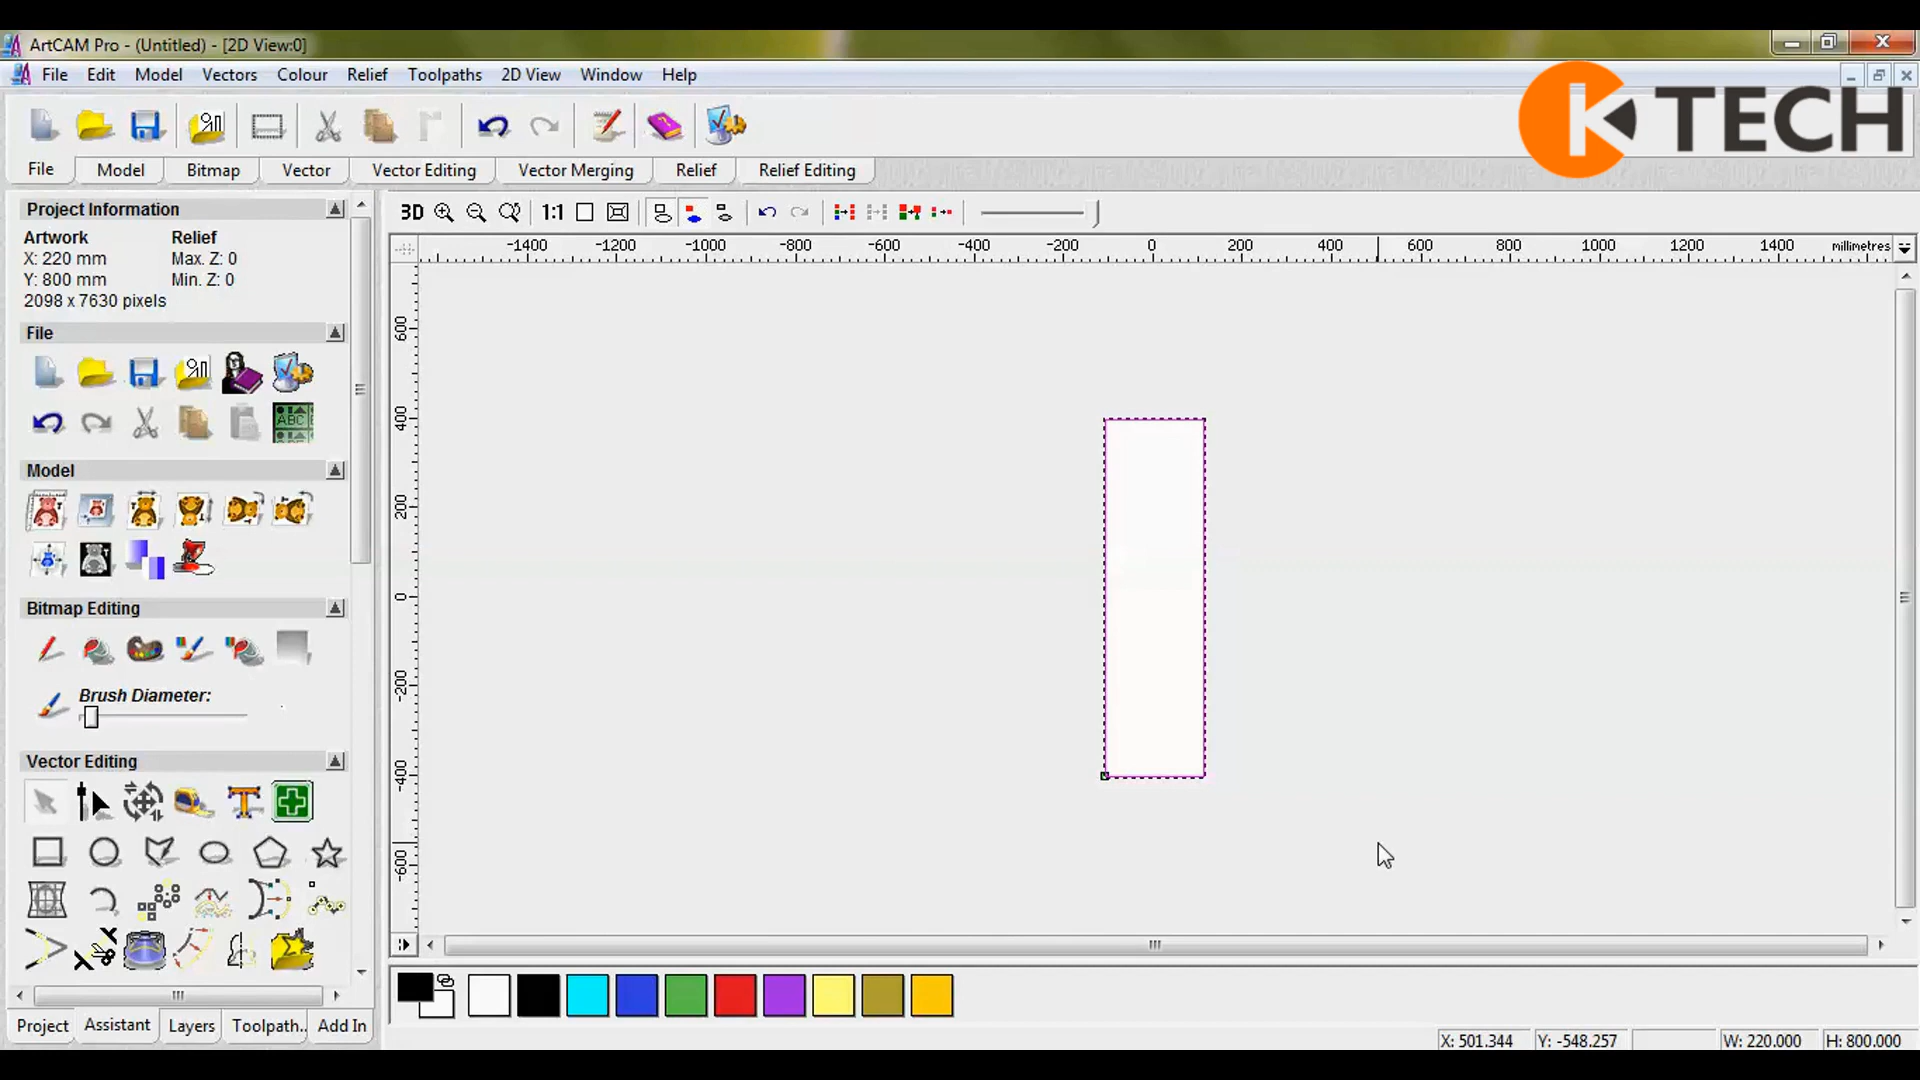 ArtCAM Pro - (Untitled) - [2D View:0]
File Edit Model Vectors Colour Relief Toolpaths 2D View Window Help
K TECH
File Model Bitmap Vector Vector Editing Vector Merging Relief Relief Editing
Project Information
Artwork Relief
X: 220 mm Max. Z: 0
Y: 800 mm Min. Z: 0
2098 x 7630 pixels
File
Model
Bitmap Editing
Brush Diameter:
Vector Editing
Project Assistant Layers Toolpath... Add In
3D 1:1
-1400 -1200 -1000 -800 -600 -400 -200 0 200 400 600 800 1000 1200 1400 millimetres
600
400
200
0
-200
-400
-600
X: 501.344 Y: -548.257 W: 220.000 H: 800.000